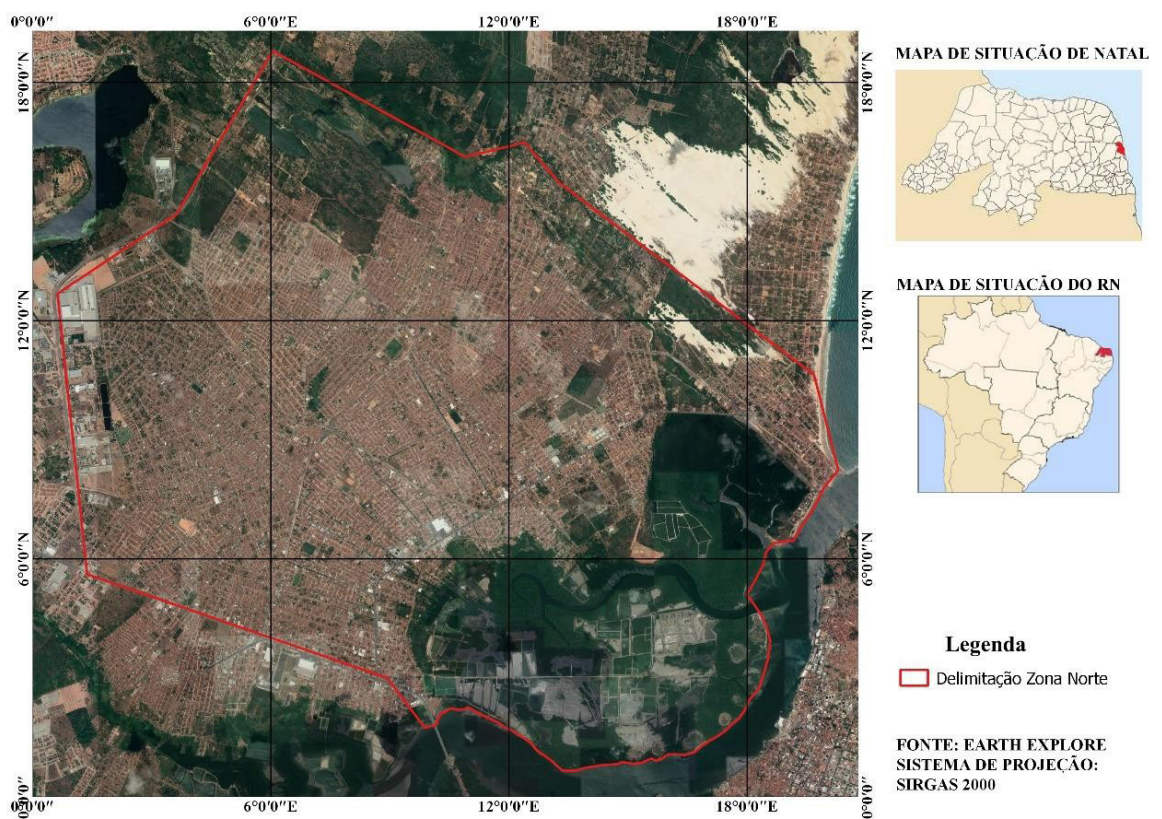 0°0'0"E 6°0'0"E 12°0'0"E 18°0'0"E
18°0'0"N
12°0'0"N
6°0'0"N
0°0'0"
18°0'0"N
12°0'0"N
6°0'0"N
0°0'0"N
0°0'0"E 6°0'0"E 12°0'0"E 18°0'0"E
MAPA DE SITUAÇÃO DE NATAL
MAPA DE SITUAÇÃO DO RN
Legenda
Delimitação Zona Norte
FONTE: EARTH EXPLORE
SISTEMA DE PROJEÇÃO:
SIRGAS 2000